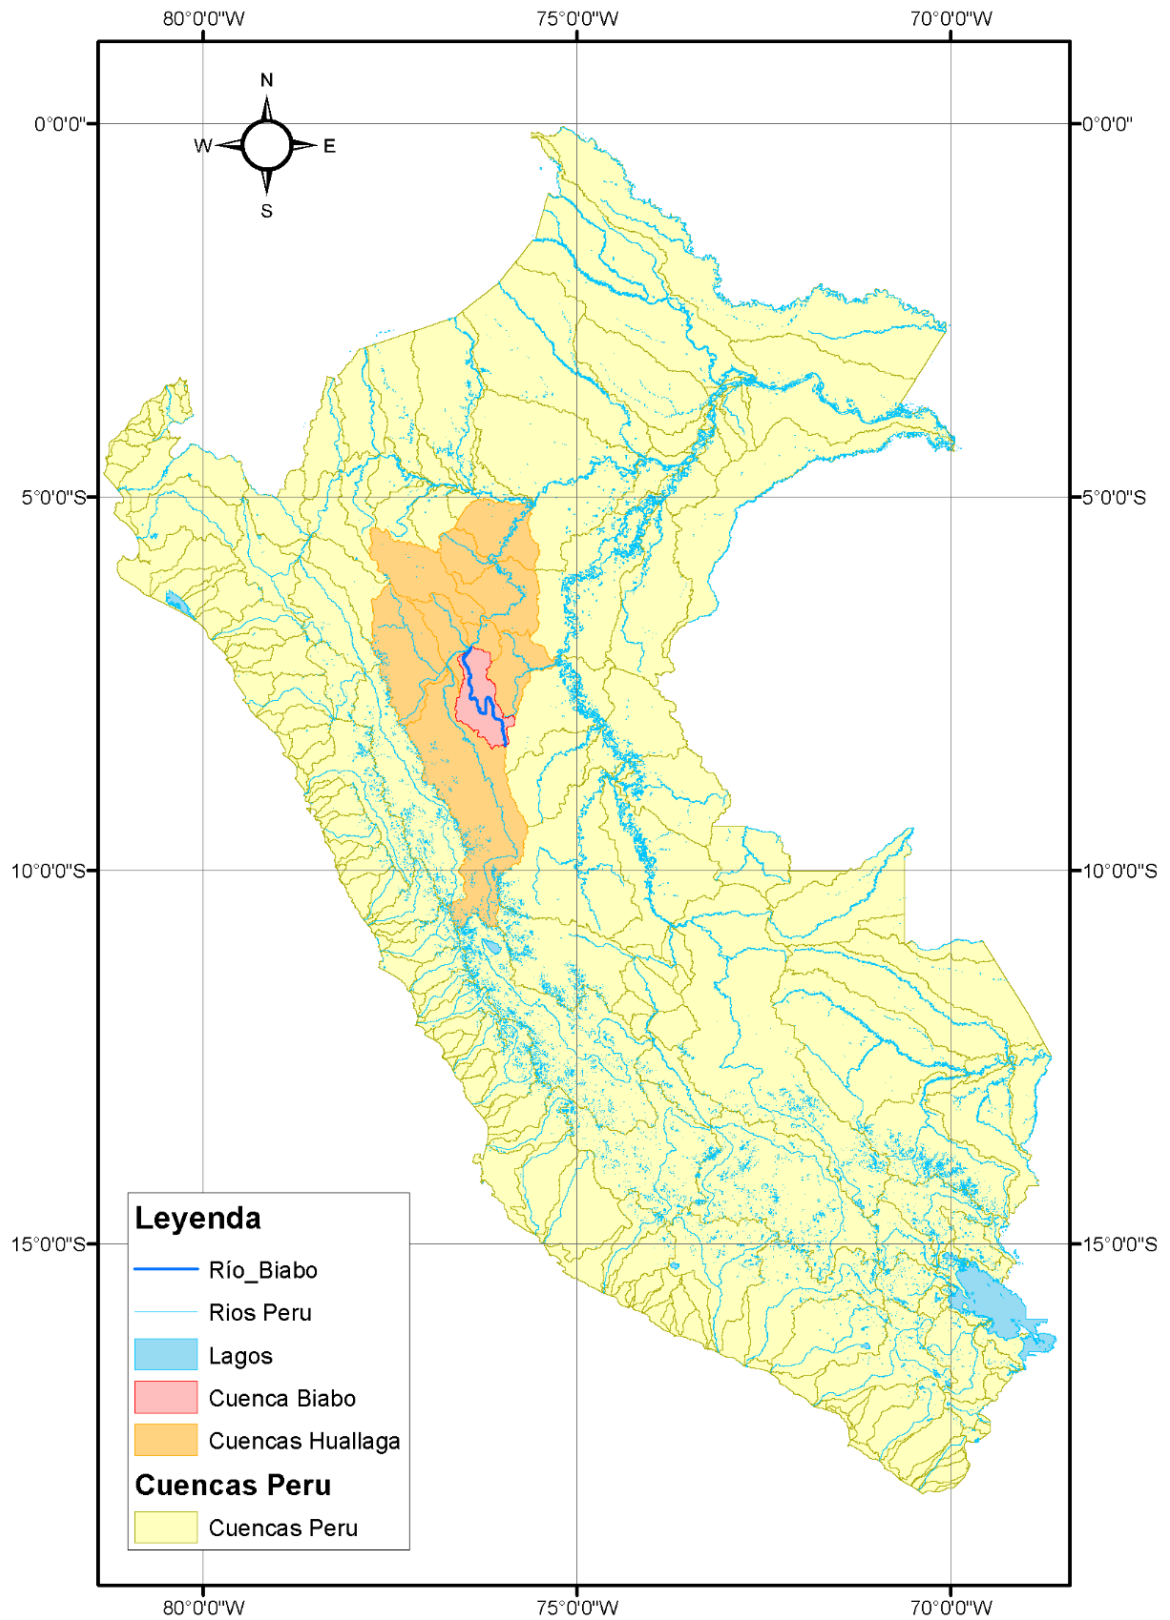 80°0'0"W 75°0'0"W 70°0'0"W
N
0°0'0" W E 0°0'0"
S
5°0'0"S 5°0'0"S
10°0'0"S 10°0'0"S
15°0'0"S 15°0'0"S
Leyenda
Río_Biabo
Rios Peru
Lagos
Cuenca Biabo
Cuencas Huallaga
Cuencas Peru
Cuencas Peru
80°0'0"W 75°0'0"W 70°0'0"W